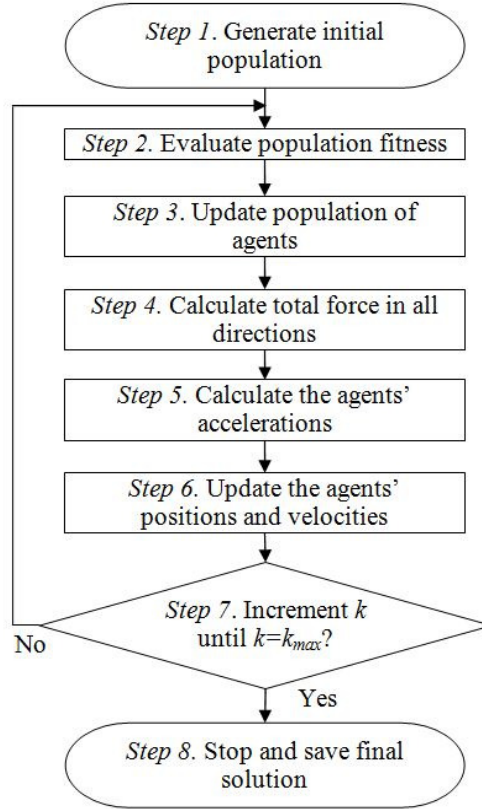 Step 1. Generate initial
population
Step 2. Evaluate population fitness
Step 3. Update population of
agents
Step 4. Calculate total force in all
directions
Step 5. Calculate the agents’
accelerations
Step 6. Update the agents’
positions and velocities
Step 7. Increment k
until k=kmax?
No
Yes
Step 8. Stop and save final
solution